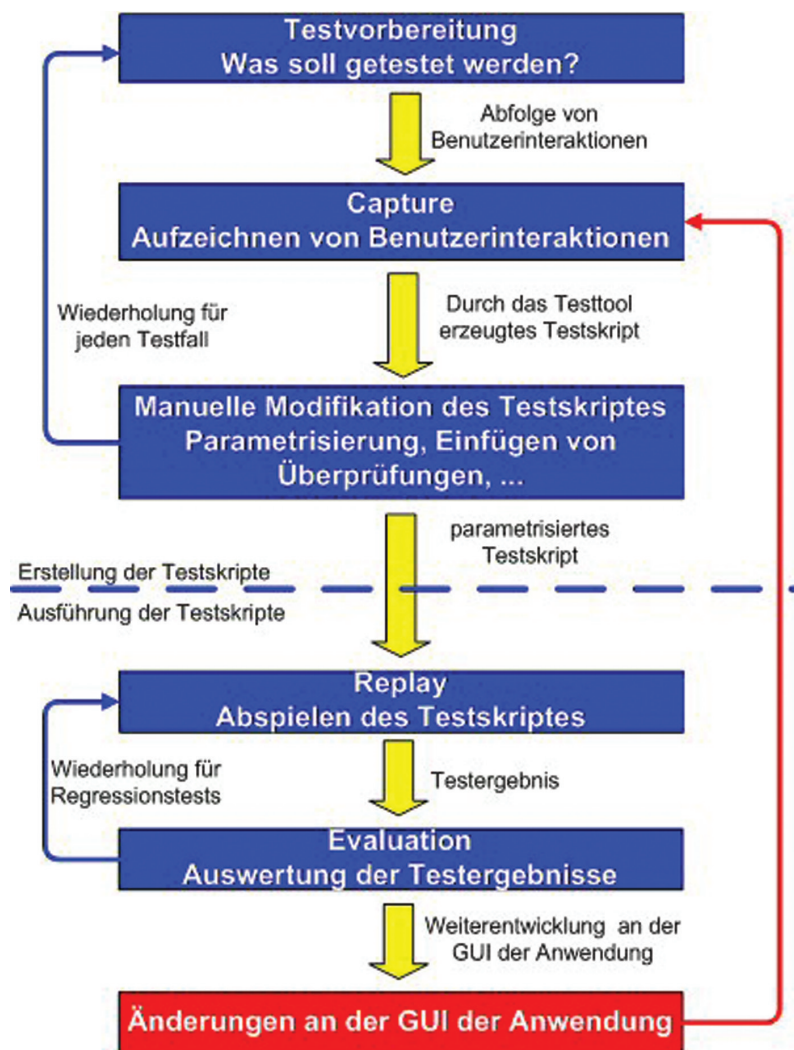 Testvorbereitung
Was soll getestet werden?
Abfolge von
Benutzerinteraktionen
Capture
Aufzeichnen von Benutzerinteraktionen
Wiederholung für
jeden Testfall
Durch das Testtool
erzeugtes Testskript
Manuelle Modifikation des Testskriptes
Parametrisierung, Einfügen von
Überprüfungen, ...
parametrisiertes
Testskript
Erstellung der Testskripte
Ausführung der Testskripte
Replay
Abspielen des Testskriptes
Wiederholung für
Regressionstests
Testergebnis
Evaluation
Auswertung der Testergebnisse
Weiterentwicklung an der
GUI der Anwendung
Änderungen an der GUI der Anwendung